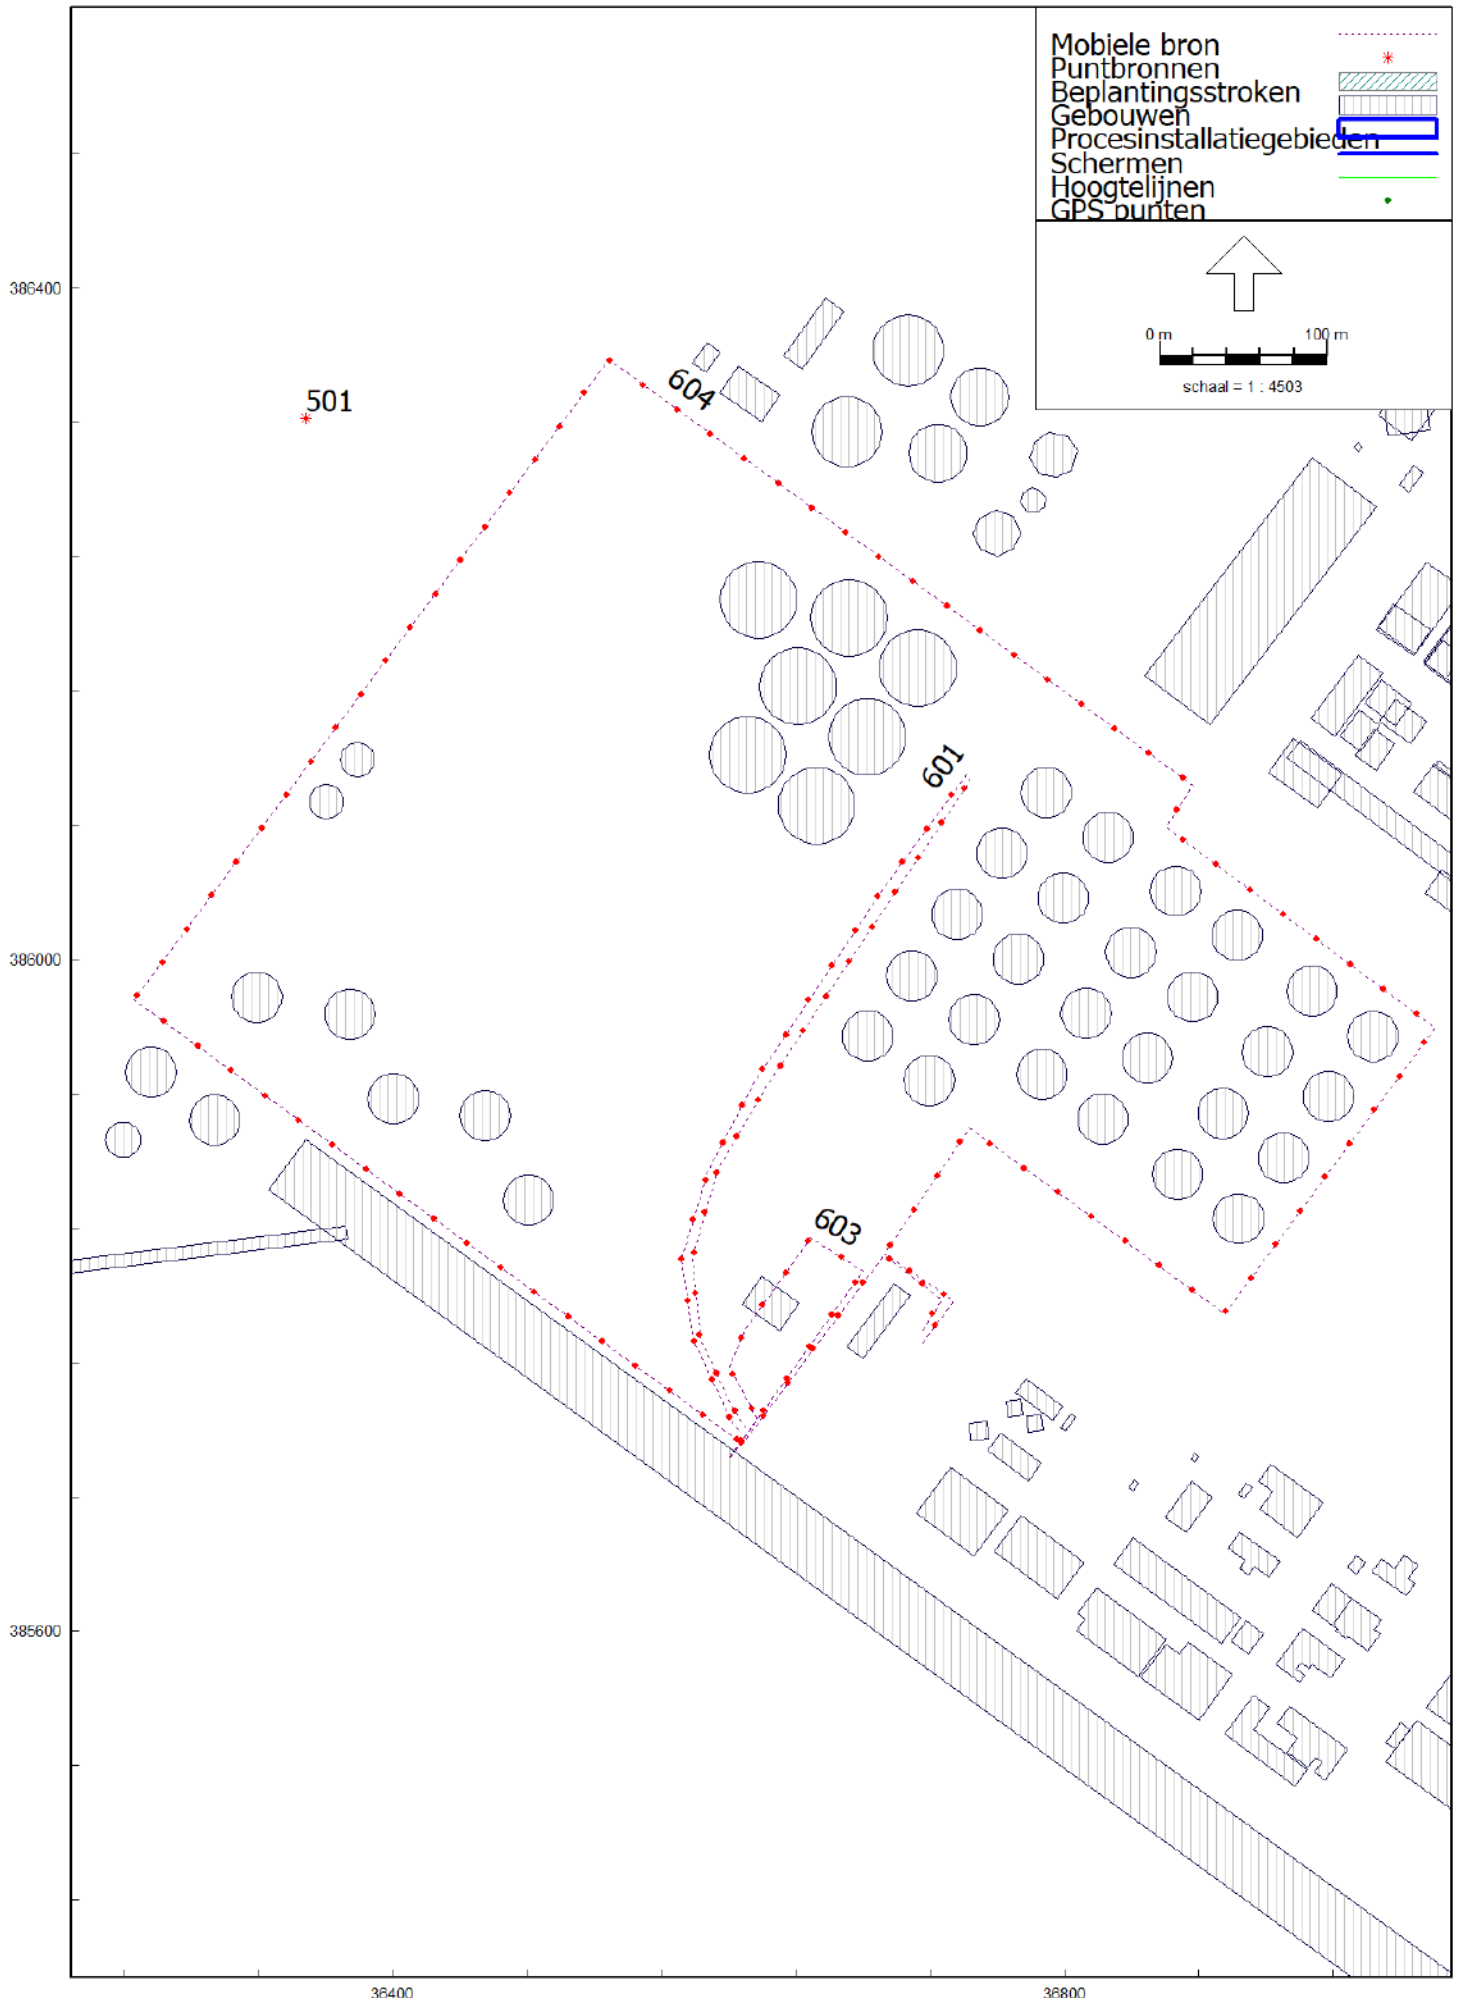 Mobiele bron
Puntbronnen
Beplantingsstroken
Gebouwen
Procesinstallatiegebieden
Schermen
Hoogtelijnen
GPS punten
0 m 100 m
schaal = 1 : 4503
386400
501
604
601
386000
603
385600
36400 36800